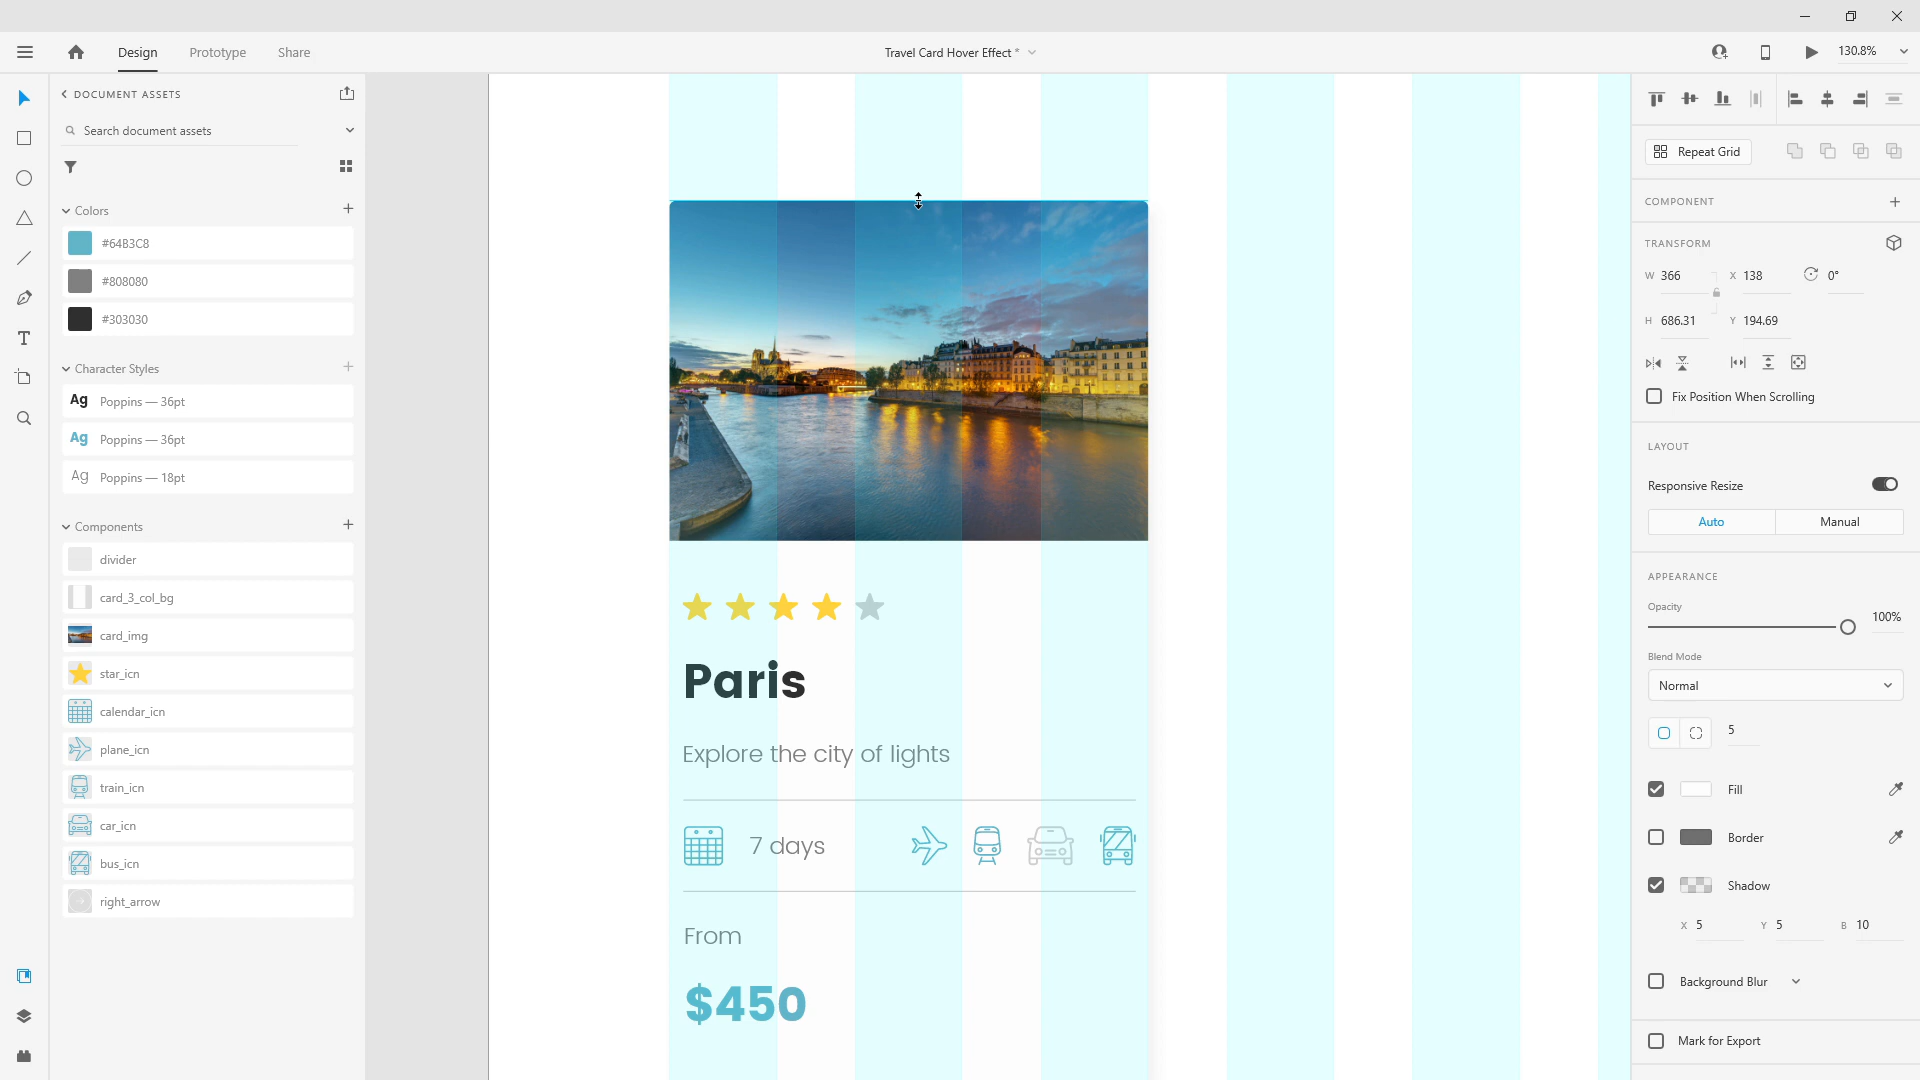 Design Prototype Share
Travel Card Hover Effect *
130.8%
DOCUMENT ASSETS
Search document assets
Colors
#64B3C8
#808080
#303030
Character Styles
Ag Poppins — 36pt
Ag Poppins — 36pt
Ag Poppins — 18pt
Components
divider
card_3_col_bg
card_img
star_icn
calendar_icn
plane_icn
train_icn
car_icn
bus_icn
right_arrow
Paris
Explore the city of lights
7 days
From
$450
Repeat Grid
COMPONENT
TRANSFORM
W 366 X 138 0°
H 686.31 Y 194.69
Fix Position When Scrolling
LAYOUT
Responsive Resize
Auto Manual
APPEARANCE
Opacity
100%
Blend Mode
Normal
5
Fill
Border
Shadow
X 5 Y 5 B 10
Background Blur
Mark for Export